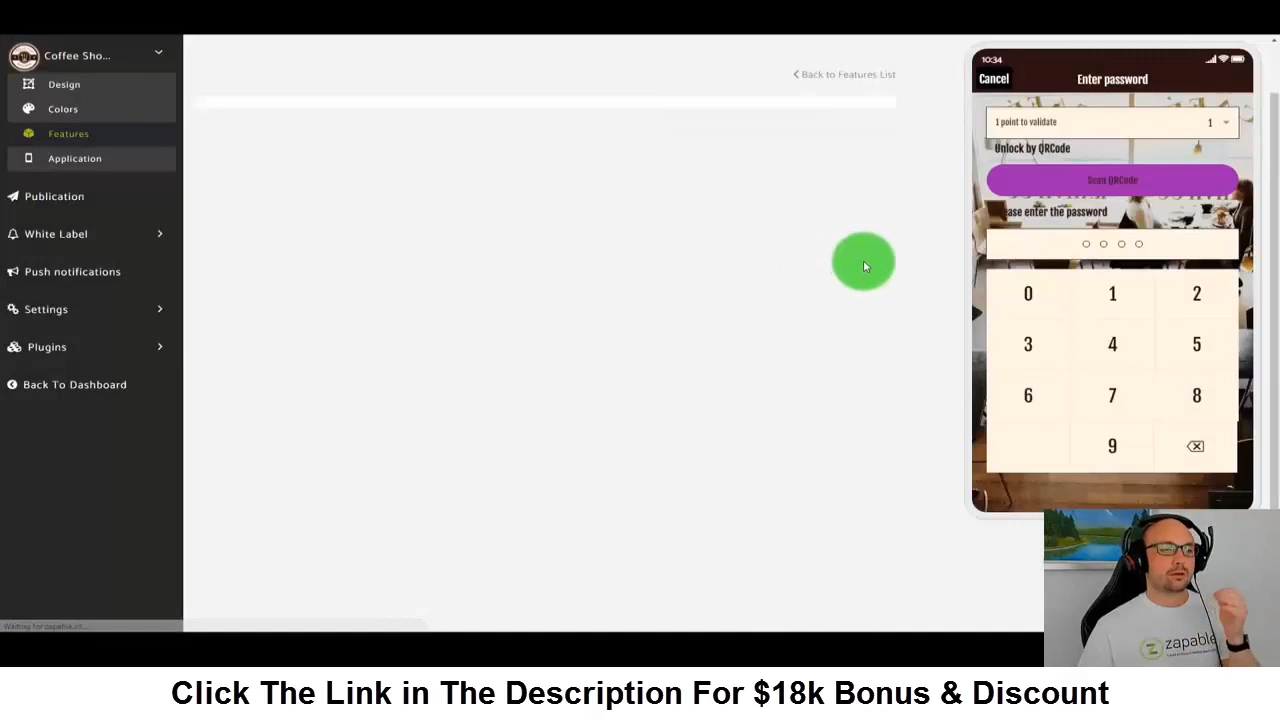 Coffee Sho...
Design
Colors
Features
Application
Publication
White Label
Push notifications
Settings
Plugins
Back To Dashboard
Back to Features List
10:34
Cancel
Enter password
1 point to validate
1
Unlock by QRCode
Scan QRCode
ease enter the password
0
1
2
3
4
5
6
7
8
9
zapable
Click The Link in The Description For $18k Bonus & Discount